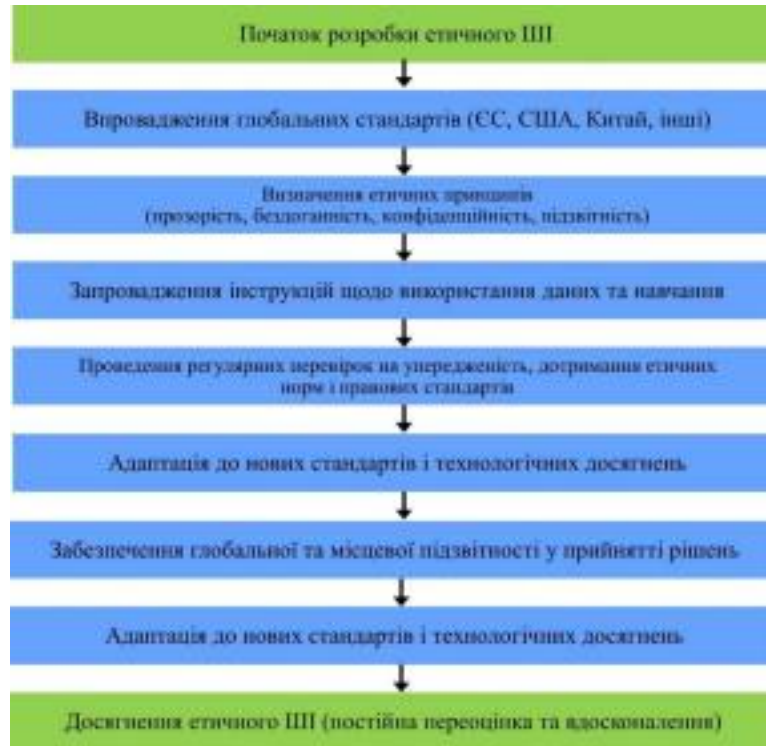 Початок розробки етичного ШІ
Впровадження глобальних стандартів (ЄС, США, Китай, інші)
Визначення етичних принципів
(прозорість, бездоганність, конфіденційність, підзвітність)
Запровадження інструкцій щодо використання даних та навчання
Проведення регулярних перевірок на упередженість, дотримання етичних
норм і правових стандартів
Адаптація до нових стандартів і технологічних досягнень
Забезпечення глобальної та місцевої підзвітності у прийнятті рішень
Адаптація до нових стандартів і технологічних досягнень
Досягнення етичного ШІ (постійна переоцінка та вдосконалення)